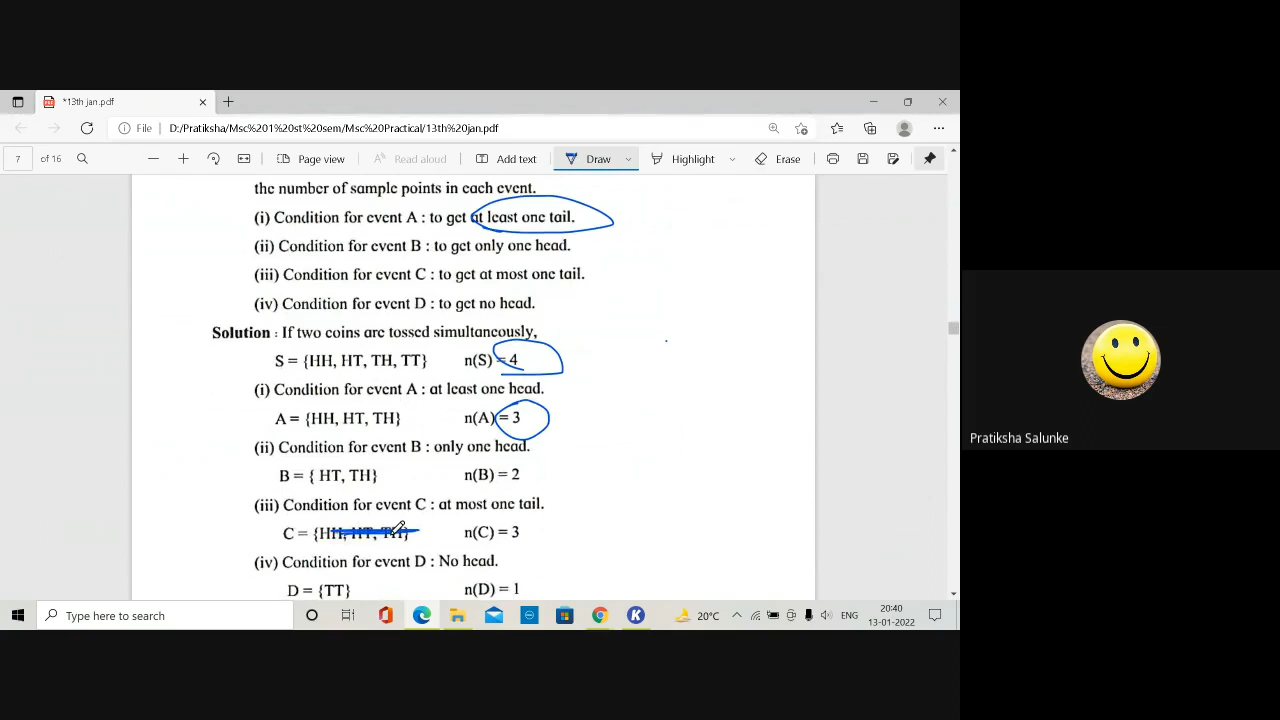 *13th jan.pdf
File D:/Pratiksha/Msc%201%20st%20sem/Msc%20Practical/13th%20jan.pdf
7 of 16 Page view Read aloud Add text Draw Highlight Erase
the number of sample points in each event.
(i) Condition for event A : to get at least one tail.
(ii) Condition for event B : to get only one head.
(iii) Condition for event C : to get at most one tail.
(iv) Condition for event D : to get no head.
Solution : If two coins are tossed simultaneously,
S = {HH, HT, TH, TT} n(S) = 4
(i) Condition for event A : at least one head.
A = {HH, HT, TH} n(A) = 3
(ii) Condition for event B : only one head.
B = { HT, TH} n(B) = 2
(iii) Condition for event C : at most one tail.
C = {HH, HT, TH} n(C) = 3
(iv) Condition for event D : No head.
D = {TT} n(D) = 1
Pratiksha Salunke
Type here to search
20°C ENG 20:40
13-01-2022